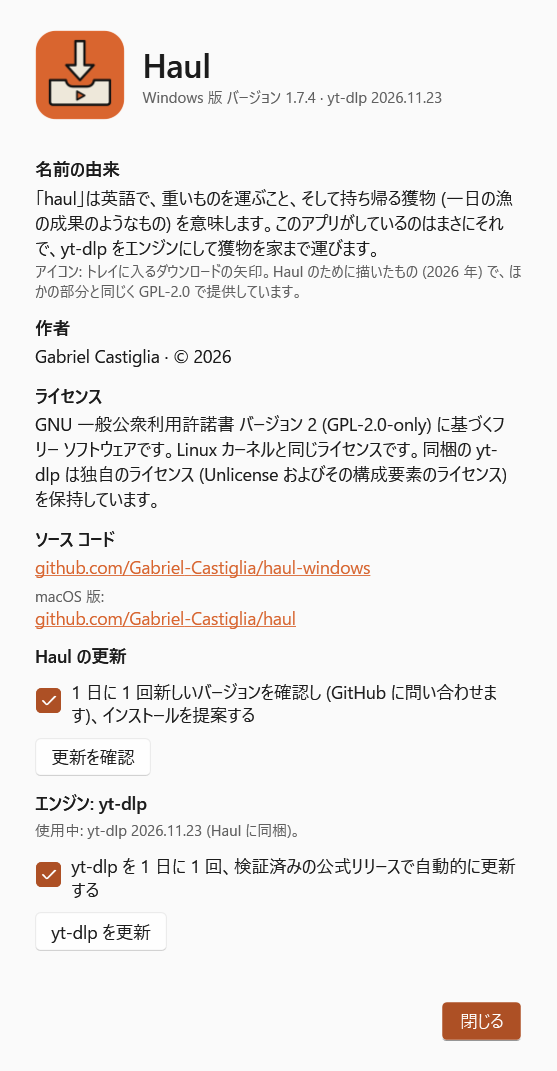 Haul
Windows 版 バージョン 1.7.4 · yt-dlp 2026.11.23
名前の由来
「haul」は英語で、重いものを運ぶこと、そして持ち帰る獲物 (一日の漁
の成果のようなもの) を意味します。このアプリがしているのはまさにそれ
で、yt-dlp をエンジンにして獲物を家まで運びます。
アイコン: トレイに入るダウンロードの矢印。Haul のために描いたもの (2026 年) で、ほ
かの部分と同じく GPL-2.0 で提供しています。
作者
Gabriel Castiglia · © 2026
ライセンス
GNU 一般公衆利用許諾書 バージョン 2 (GPL-2.0-only) に基づくフ
リー ソフトウェアです。Linux カーネルと同じライセンスです。同梱の yt-
dlp は独自のライセンス (Unlicense およびその構成要素のライセンス)
を保持しています。
ソース コード
github.com/Gabriel-Castiglia/haul-windows
macOS 版:
github.com/Gabriel-Castiglia/haul
Haul の更新
1 日に 1 回新しいバージョンを確認し (GitHub に問い合わせま
す)、インストールを提案する
更新を確認
エンジン: yt-dlp
使用中: yt-dlp 2026.11.23 (Haul に同梱)。
yt-dlp を 1 日に 1 回、検証済みの公式リリースで自動的に更新
する
yt-dlp を更新
閉じる